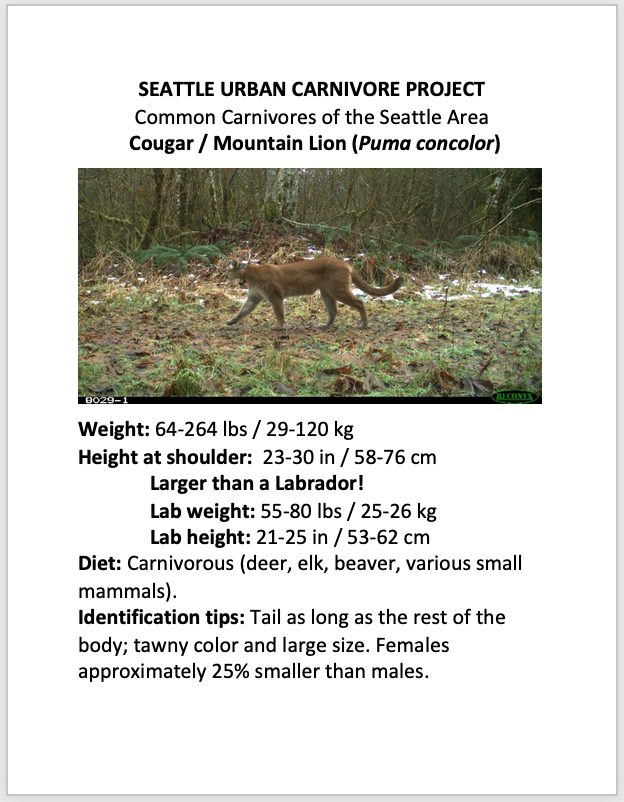 SEATTLE URBAN CARNIVORE PROJECT
Common Carnivores of the Seattle Area
Cougar / Mountain Lion (Puma concolor)
8029-1
RECONYX
Weight: 64-264 lbs / 29-120 kg
Height at shoulder:  23-30 in / 58-76 cm
Larger than a Labrador!
Lab weight: 55-80 lbs / 25-26 kg
Lab height: 21-25 in / 53-62 cm
Diet: Carnivorous (deer, elk, beaver, various small
mammals).
Identification tips: Tail as long as the rest of the
body; tawny color and large size. Females
approximately 25% smaller than males.